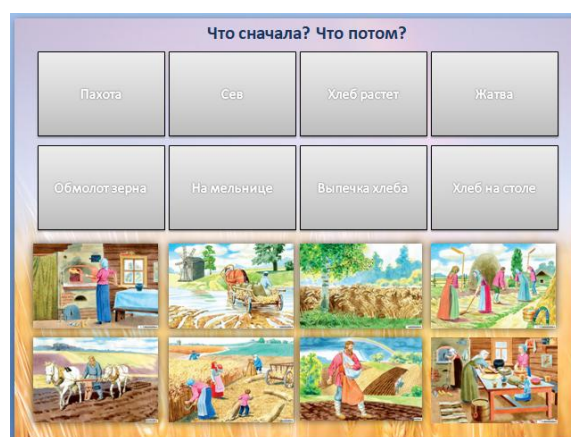 Что сначала? Что потом?
Пахота
Сев
Хлеб растет
Жатва
Обмолот зерна
На мельнице
Выпечка хлеба
Хлеб на столе